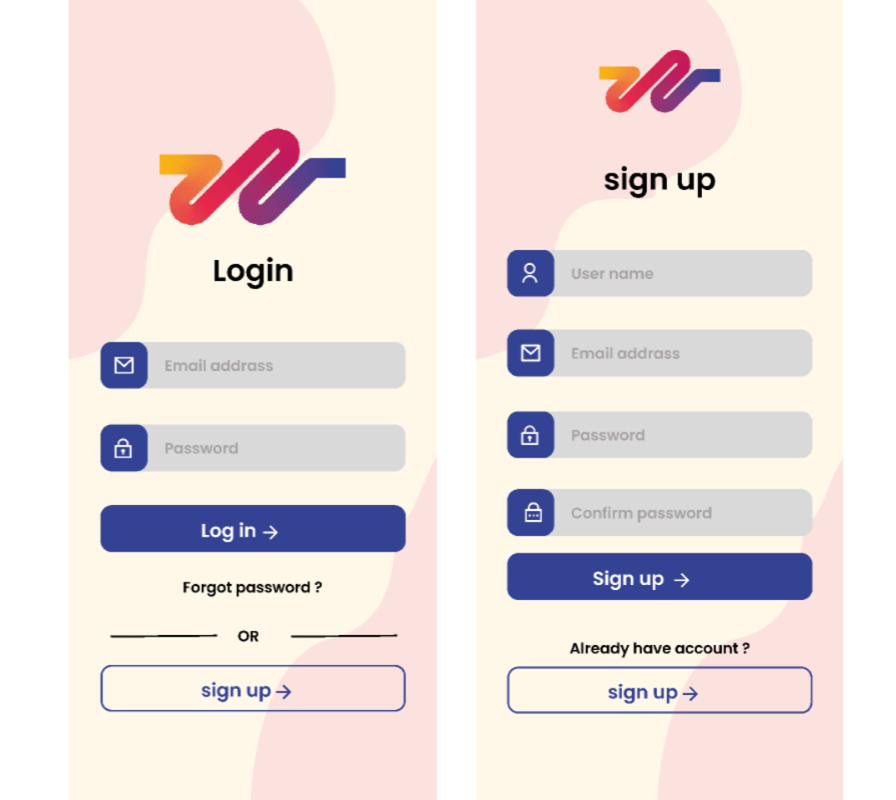 Login
Email addrass
Password
Log in →
Forgot password ?
OR
sign up →
sign up
User name
Email addrass
Password
Confirm password
Sign up →
Already have account ?
sign up →